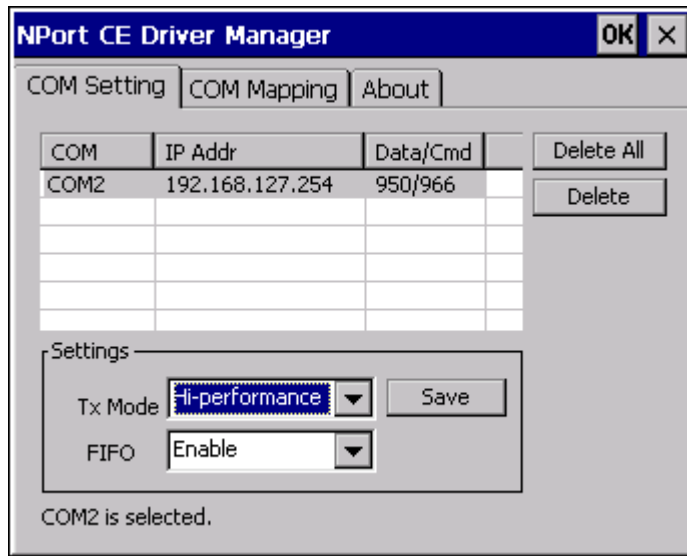 NPort CE Driver Manager OK ×
COM Setting COM Mapping About
COM IP Addr Data/Cmd Delete All
COM2 192.168.127.254 950/966
Delete
Settings
Tx Mode Hi-performance Save
FIFO Enable
COM2 is selected.